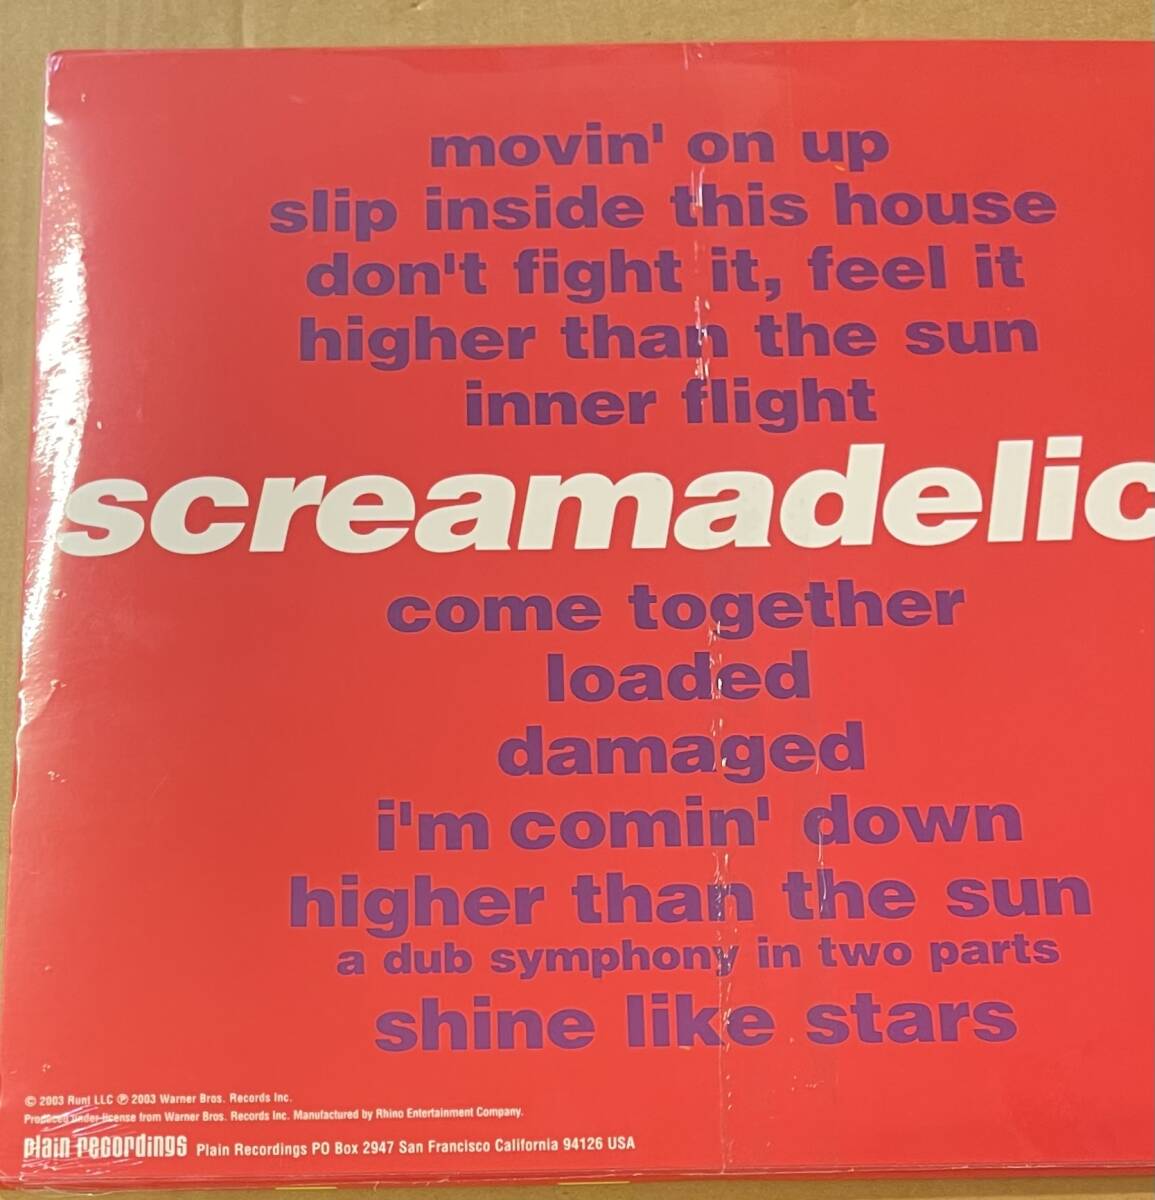 movin' on up
slip inside this house
don't fight it, feel it
higher than the sun
inner flight
screamadelic
come together
loaded
damaged
i'm comin' down
higher than the sun
a dub symphony in two parts
shine like stars
© 2003 Runt LLC ℗ 2003 Warner Bros. Records Inc.
Produced under license from Warner Bros. Records Inc. Manufactured by Rhino Entertainment Company.
plain recordings Plain Recordings PO Box 2947 San Francisco California 94126 USA